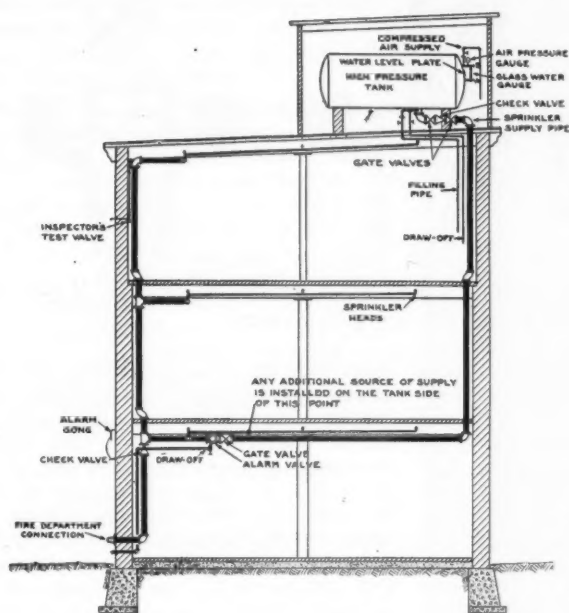 COMPRESSED
AIR SUPPLY
AIR PRESSURE
GAUGE
WATER LEVEL PLATE
HIGH PRESSURE
TANK
GLASS WATER
GAUGE
CHECK VALVE
SPRINKLER
SUPPLY PIPE
GATE VALVES
FILLING
PIPE
DRAW-OFF
INSPECTOR'S
TEST VALVE
SPRINKLER
HEADS
ANY ADDITIONAL SOURCE OF SUPPLY
IS INSTALLED ON THE TANK SIDE
OF THIS POINT
ALARM
GONG
CHECK VALVE
DRAW-OFF
GATE VALVE
ALARM VALVE
FIRE DEPARTMENT
CONNECTION